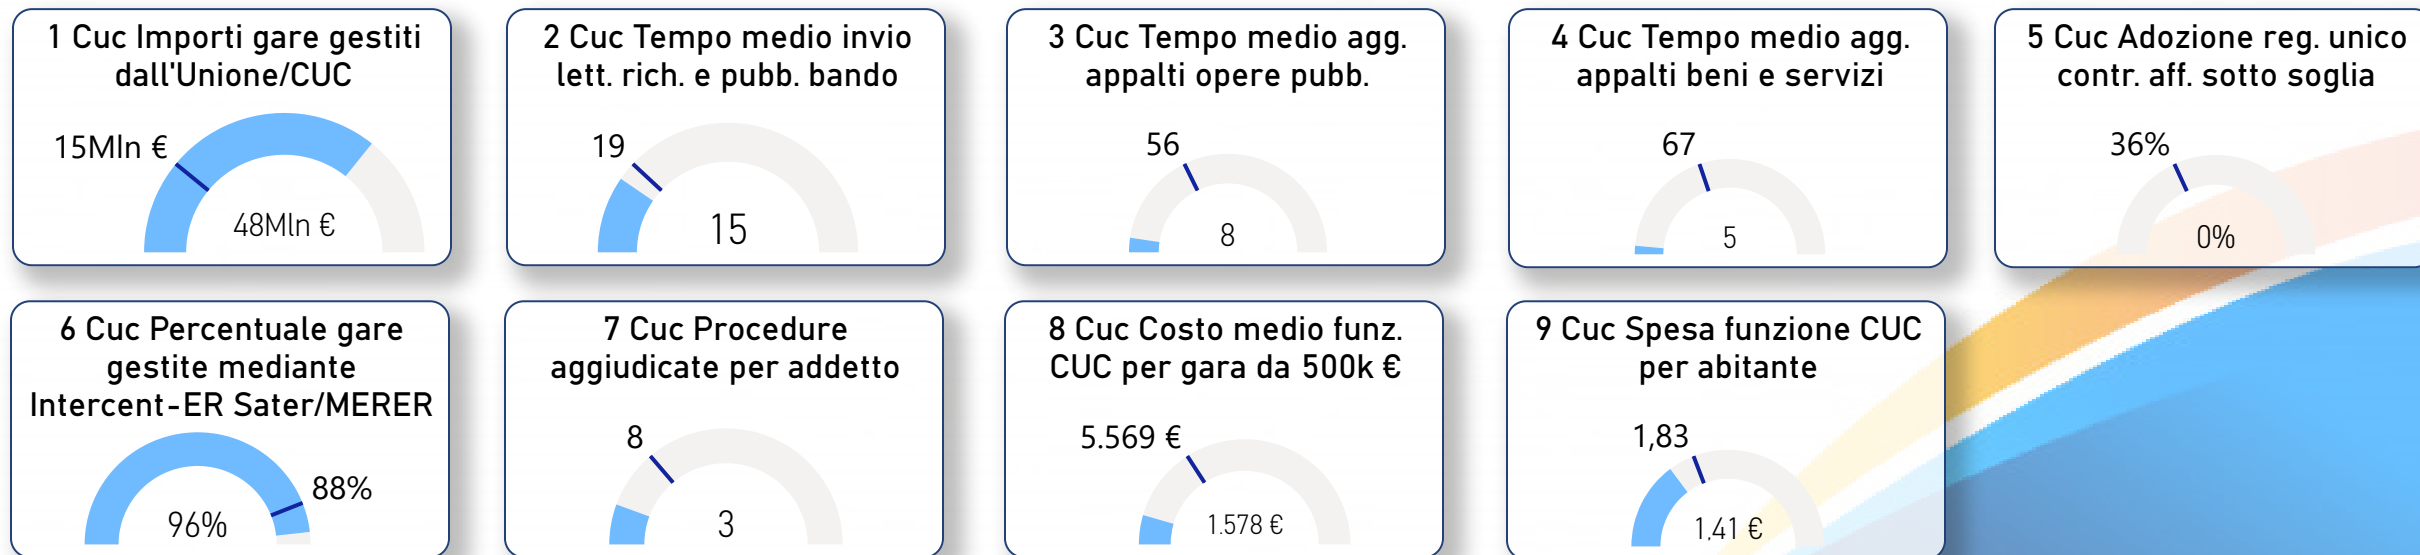 1 Cuc Importi gare gestiti
dall'Unione/CUC
15Mln €
48Mln €
2 Cuc Tempo medio invio
lett. rich. e pubb. bando
19
15
3 Cuc Tempo medio agg.
appalti opere pubb.
56
8
4 Cuc Tempo medio agg.
appalti beni e servizi
67
5
5 Cuc Adozione reg. unico
contr. aff. sotto soglia
36%
0%
6 Cuc Percentuale gare
gestite mediante
Intercent-ER Sater/MERER
88%
96%
7 Cuc Procedure
aggiudicate per addetto
8
3
8 Cuc Costo medio funz.
CUC per gara da 500k €
5.569 €
1.578 €
9 Cuc Spesa funzione CUC
per abitante
1,83
1,41 €